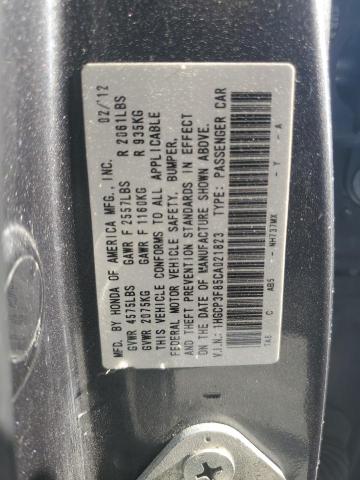 MFD. BY HONDA OF AMERICA MFG., INC. 02/'12
GVWR 4575LBS GAWR F 2557LBS R 2061LBS
GVWR 2075KG GAWR F 1160KG R 935KG
THIS VEHICLE CONFORMS TO ALL APPLICABLE
FEDERAL MOTOR VEHICLE SAFETY, BUMPER,
AND THEFT PREVENTION STANDARDS IN EFFECT
ON THE DATE OF MANUFACTURE SHOWN ABOVE.
V.I.N.: 1HGCP3F85CA021823 TYPE: PASSENGER CAR
TA5 C AB5 - NH737MX - Y - A